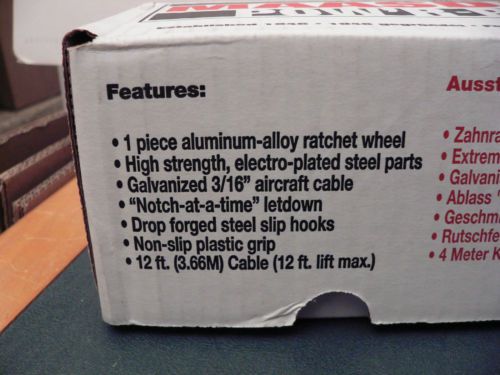 Features:
• 1 piece aluminum-alloy ratchet wheel
• High strength, electro-plated steel parts
• Galvanized 3/16" aircraft cable
• "Notch-at-a-time" letdown
• Drop forged steel slip hooks
• Non-slip plastic grip
• 12 ft. (3.66M) Cable (12 ft. lift max.)
Ausst
• Zahnra
• Extrem
• Galvani
• Ablass "
• Geschmi
• Rutschfe
• 4 Meter K